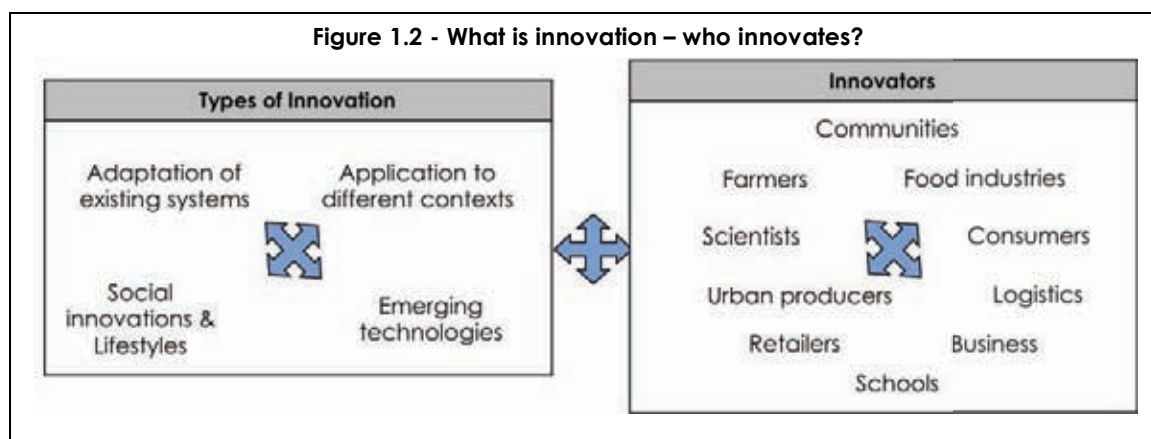 Figure 1.2 - What is innovation – who innovates?
Types of Innovation
Adaptation of
existing systems
Application to
different contexts
Social
innovations &
Lifestyles
Emerging
technologies
Innovators
Communities
Farmers
Food industries
Scientists
Consumers
Urban producers
Logistics
Retailers
Business
Schools